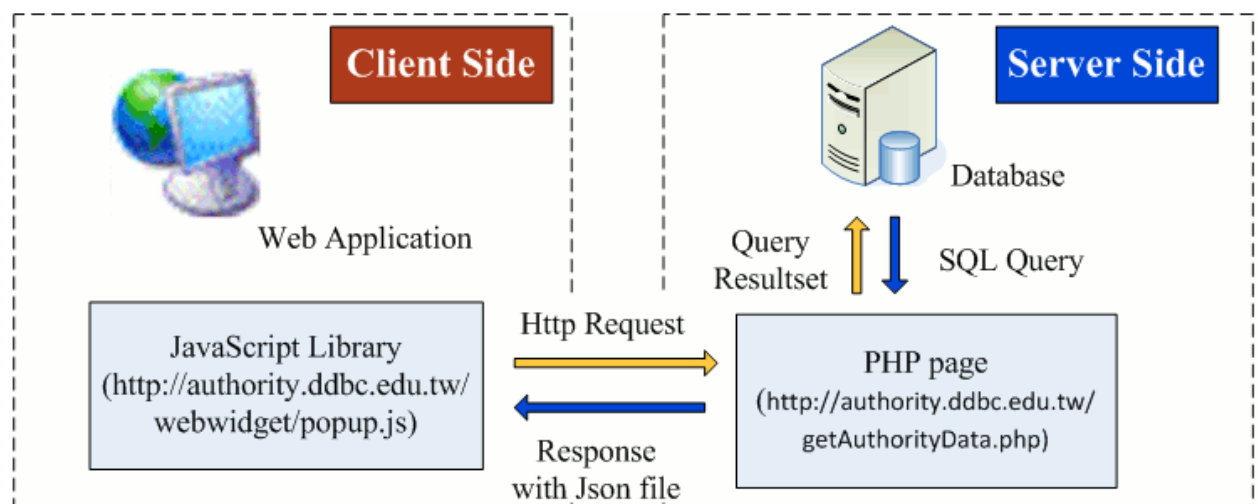 Client Side
Web Application
JavaScript Library
(http://authority.ddbc.edu.tw/
webwidget/popup.js)
Http Request
Response
with Json file
Server Side
Database
Query
Resultset
SQL Query
PHP page
(http://authority.ddbc.edu.tw/
getAuthorityData.php)